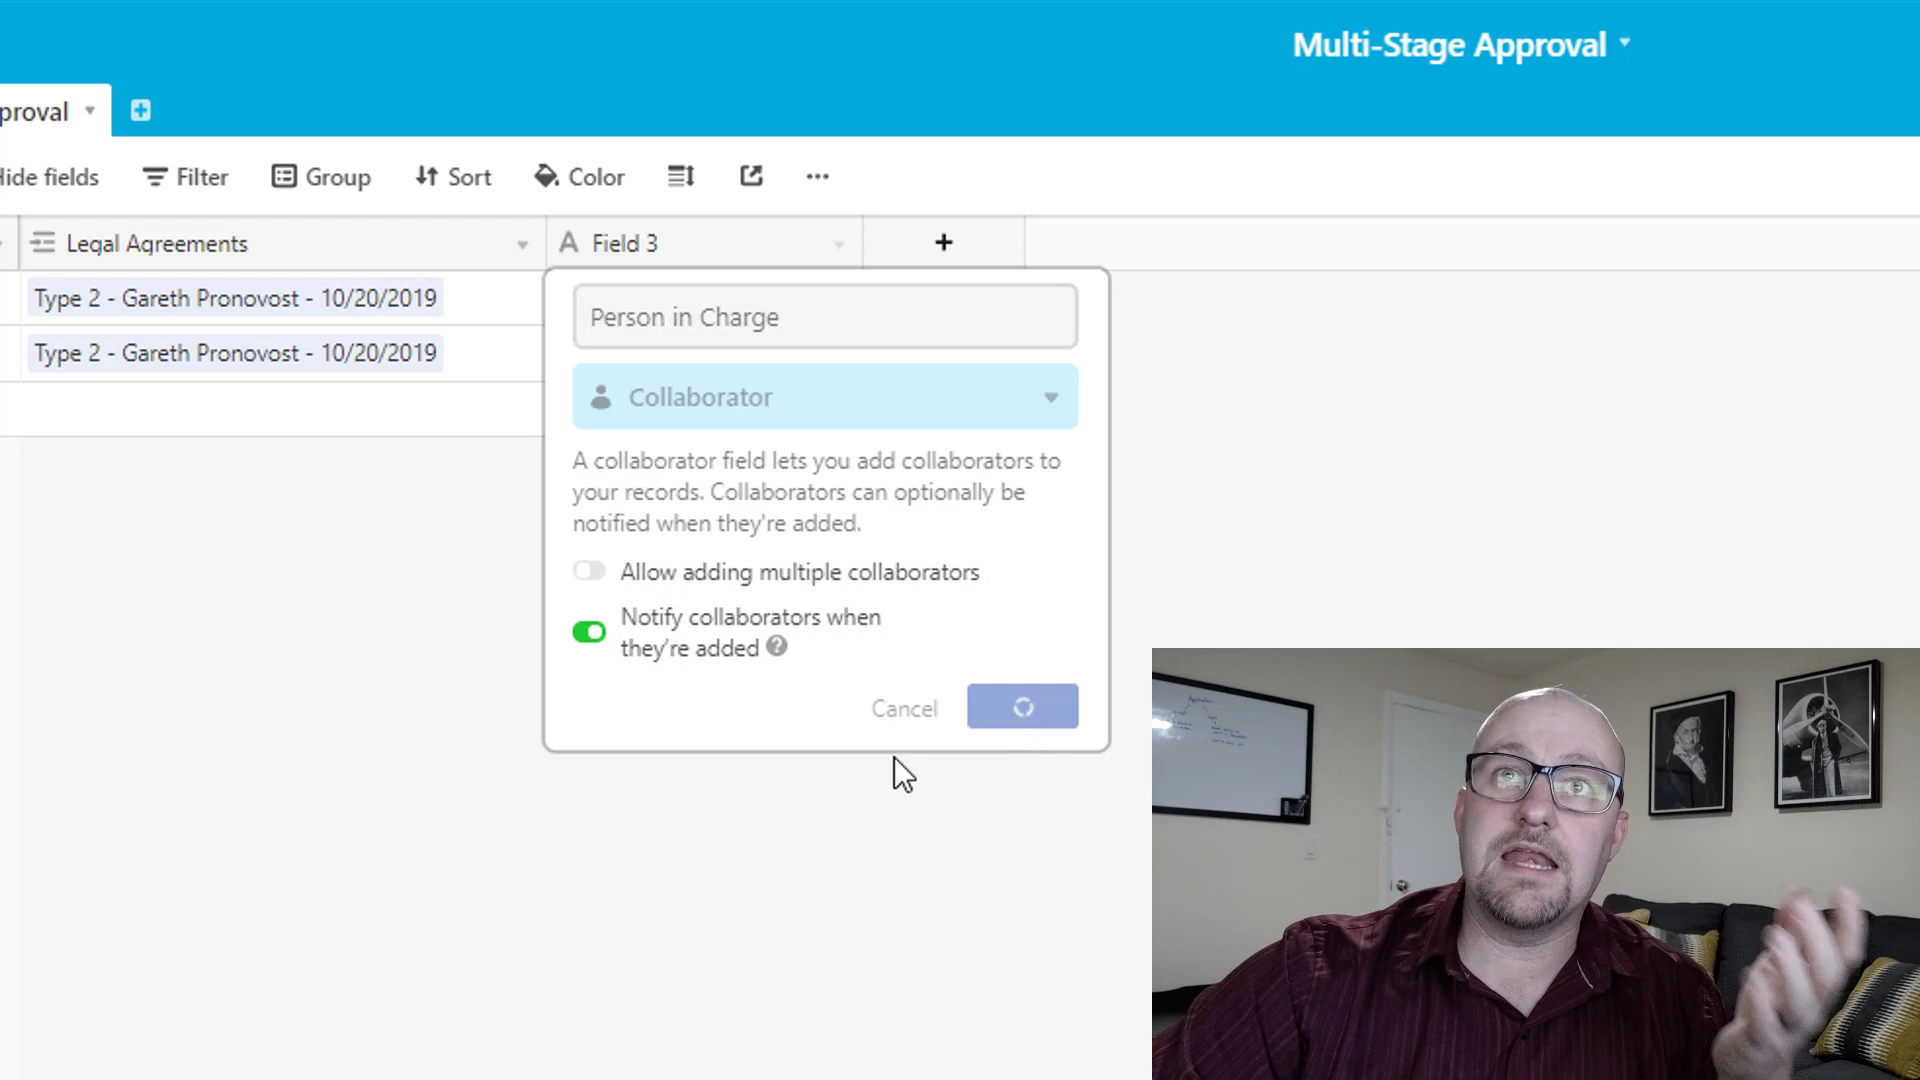 Multi-Stage Approval
proval
Hide fields
Filter
Group
Sort
Color
Legal Agreements
Field 3
Type 2 - Gareth Pronovost - 10/20/2019
Type 2 - Gareth Pronovost - 10/20/2019
Person in Charge
Collaborator
A collaborator field lets you add collaborators to
your records. Collaborators can optionally be
notified when they're added.
Allow adding multiple collaborators
Notify collaborators when
they're added
Cancel